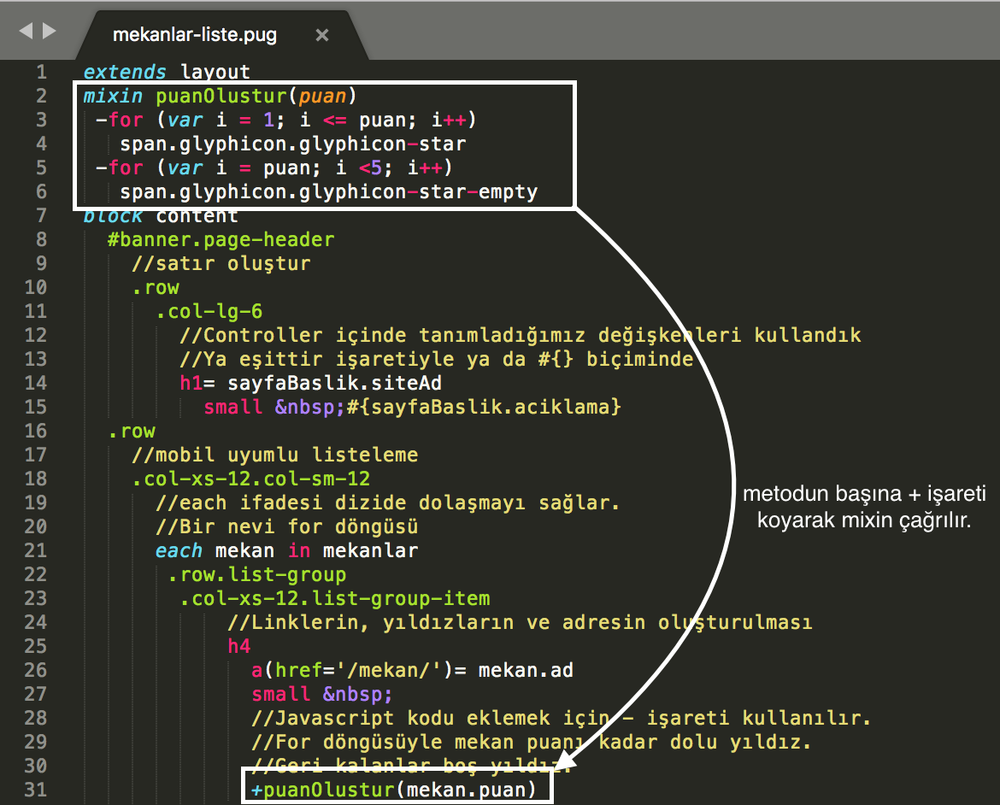 mekanlar-liste.pug ×
1 extends layout
2 mixin puanOlustur(puan)
3 -for (var i = 1; i <= puan; i++)
4 span.glyphicon.glyphicon-star
5 -for (var i = puan; i <5; i++)
6 span.glyphicon.glyphicon-star-empty
7 block content
8 #banner.page-header
9 //satır oluştur
10 .row
11 .col-lg-6
12 //Controller içinde tanımladığımız değişkenleri kullandık
13 //Ya eşittir işaretiyle ya da #{} biçiminde
14 h1= sayfaBaslik.siteAd
15 small &nbsp;#{sayfaBaslik.aciklama}
16 .row
17 //mobil uyumlu listeleme
18 .col-xs-12.col-sm-12
19 //each ifadesi dizide dolaşmayı sağlar.
20 //Bir nevi for döngüsü
21 each mekan in mekanlar
22 .row.list-group
23 .col-xs-12.list-group-item
24 //Linklerin, yıldızların ve adresin oluşturulması
25 h4
26 a(href='/mekan/')= mekan.ad
27 small &nbsp;
28 //Javascript kodu eklemek için - işareti kullanılır.
29 //For döngüsüyle mekan puanı kadar dolu yıldız.
30 //Geri kalanlar boş yıldız.
31 +puanOlustur(mekan.puan)
metodun başına + işareti
koyarak mixin çağrılır.